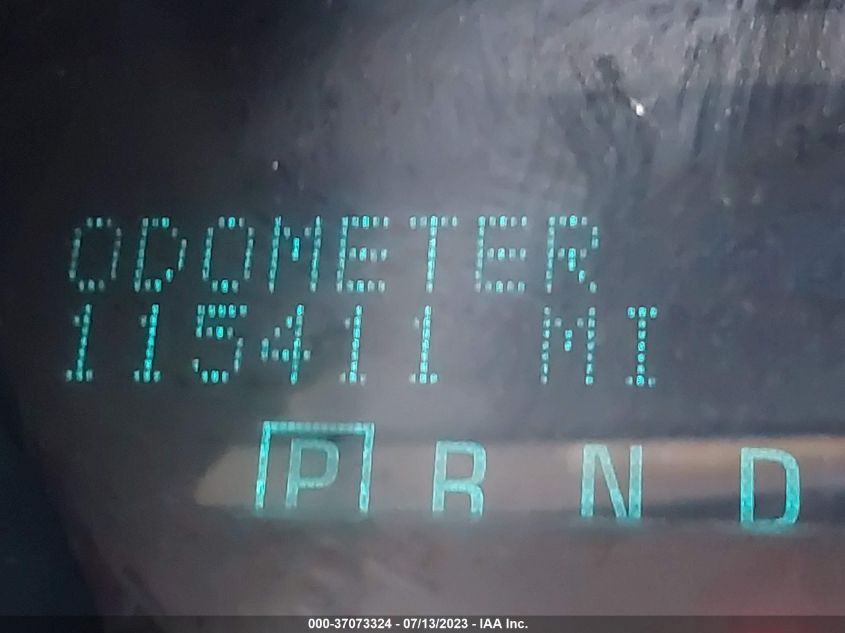 ODOMETER
115411 MI
P R N D
000-37073324 - 07/13/2023 - IAA Inc.